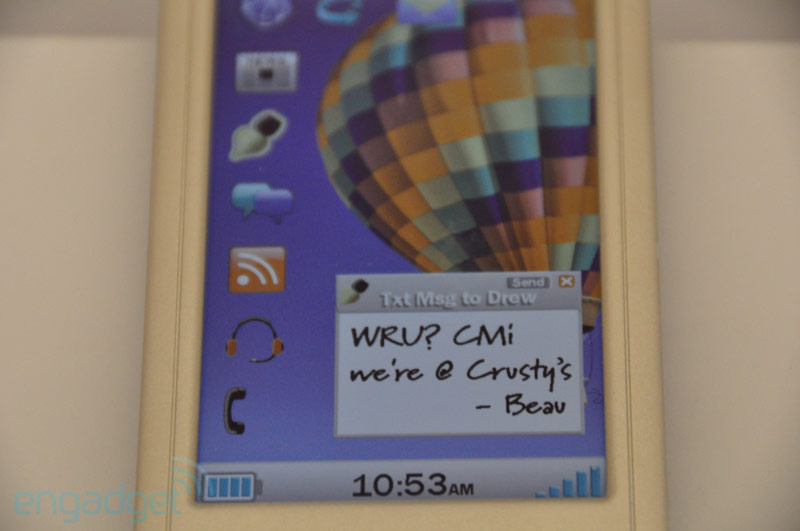 Send
Txt Msg to Drew
WRU? CMi
we're @ Crusty's
- Beau
10:53AM
engadget